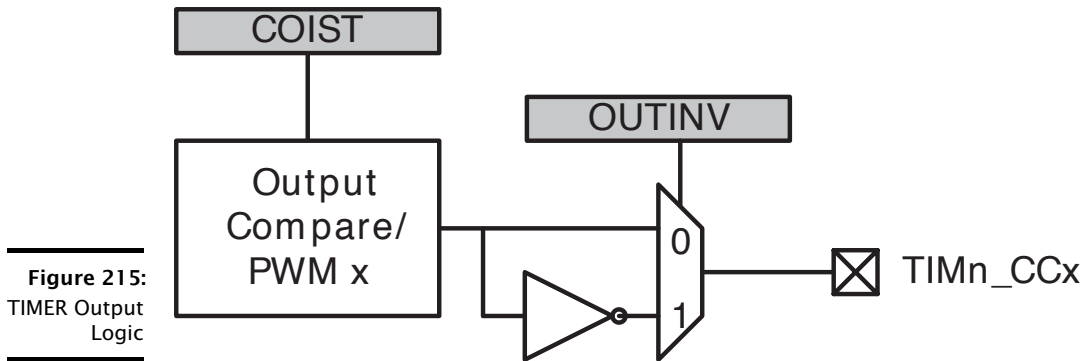 COIST
OUTINV
Output
Compare/
PWM x
0
1
TIMn_CCx
Figure 215:
TIMER Output
Logic